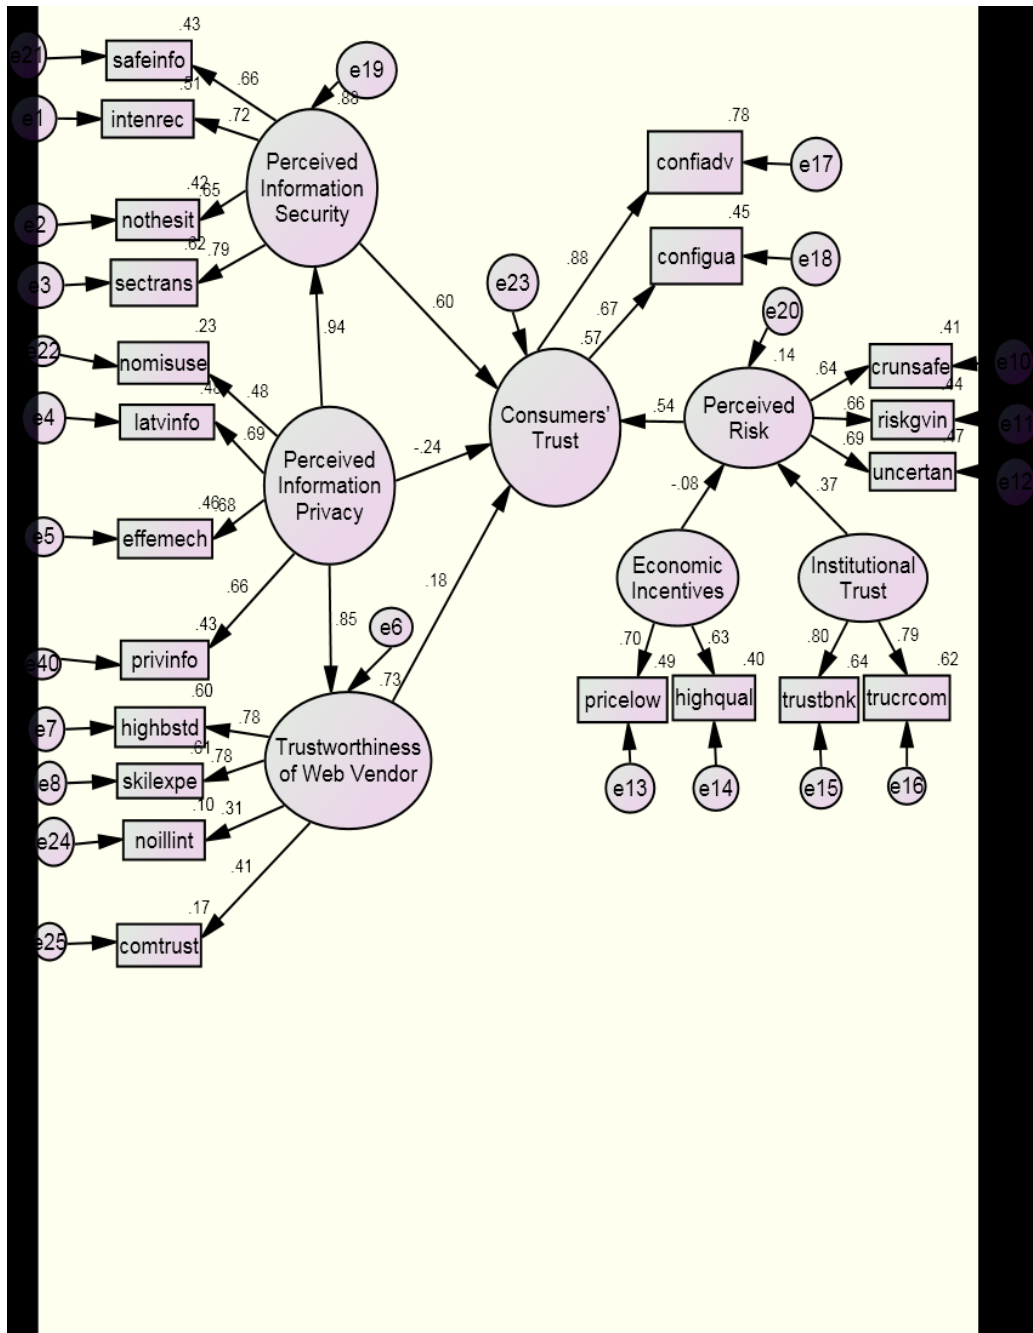 .43
e21
safeinfo
.66
e19
.88
.51
e1
intenrec
.72
Perceived
Information
Security
.42
.65
e2
nothesit
.62
.79
e3
sectrans
.78
confiadv
e17
.45
configua
e18
.88
.67
e23
.57
.60
.94
e20
.14
.23
e22
nomisuse
.48
.48
e4
latvinfo
.69
Perceived
Information
Privacy
-.24
Consumers'
Trust
.54
Perceived
Risk
.41
.64
crunsafe
e10
.44
.66
riskgvin
e11
.47
.69
uncertan
e12
.46
.68
e5
effemech
.66
.43
e40
privinfo
.85
e6
.73
.18
-.08
.37
Economic
Incentives
Institutional
Trust
.70
.63
.80
.79
.49
.40
.64
.62
pricelow
highqual
trustbnk
trucrcom
e13
e14
e15
e16
.60
e7
highbstd
.78
.61
e8
skilexpe
.78
Trustworthiness
of Web Vendor
.10
.31
e24
noillint
.41
.17
e25
comtrust